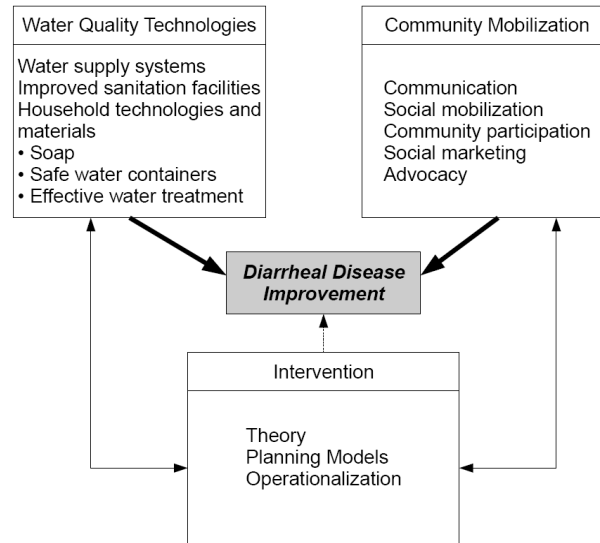 Water Quality Technologies
Water supply systems
Improved sanitation facilities
Household technologies and
materials
• Soap
• Safe water containers
• Effective water treatment
Community Mobilization
Communication
Social mobilization
Community participation
Social marketing
Advocacy
Diarrheal Disease
Improvement
Intervention
Theory
Planning Models
Operationalization